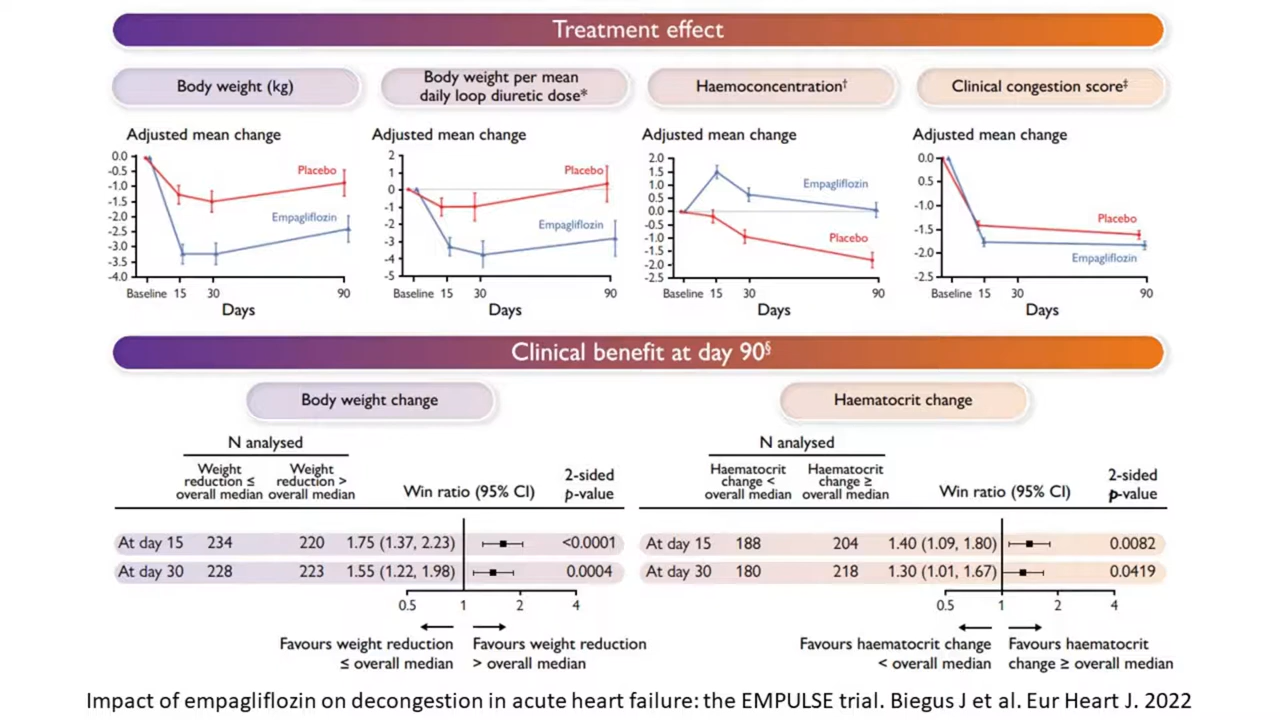 Treatment effect
Body weight (kg)
Body weight per mean
daily loop diuretic dose*
Haemoconcentration†
Clinical congestion score‡
Adjusted mean change
0.0
-0.5
-1.0
-1.5
-2.0
-2.5
-3.0
-3.5
-4.0
Placebo
Empagliflozin
Baseline 15 30 90
Days
Adjusted mean change
2
1
0
-1
-2
-3
-4
-5
Placebo
Empagliflozin
Baseline 15 30 90
Days
Adjusted mean change
2.0
1.5
1.0
0.5
0.0
-0.5
-1.0
-1.5
-2.0
-2.5
Empagliflozin
Placebo
Baseline 15 30 90
Days
Adjusted mean change
0.0
0.5
-1.0
-1.5
-2.0
-2.5
Placebo
Empagliflozin
Baseline 15 30 90
Days
Clinical benefit at day 90§
Body weight change
N analysed
Weight
reduction ≤
overall median
Weight
reduction >
overall median
Win ratio (95% CI)
2-sided
p-value
At day 15 234 220 1.75 (1.37, 2.23) <0.0001
At day 30 228 223 1.55 (1.22, 1.98) 0.0004
0.5 1 2 4
Favours weight reduction
≤ overall median
Favours weight reduction
> overall median
Haematocrit change
N analysed
Haematocrit
change <
overall median
Haematocrit
change ≥
overall median
Win ratio (95% CI)
2-sided
p-value
At day 15 188 204 1.40 (1.09, 1.80) 0.0082
At day 30 180 218 1.30 (1.01, 1.67) 0.0419
0.5 1 2 4
Favours haematocrit change
< overall median
Favours haematocrit
change ≥ overall median
Impact of empagliflozin on decongestion in acute heart failure: the EMPULSE trial. Biegus J et al. Eur Heart J. 2022